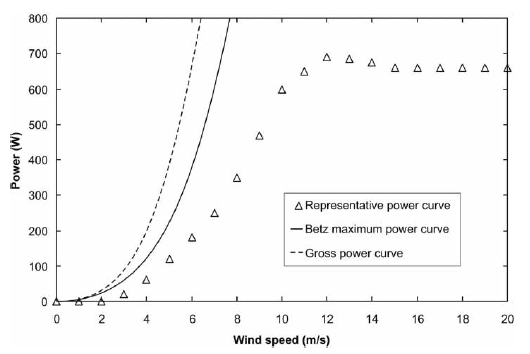 800
700
600
500
400
300
200
100
0
Power (W)
0 2 4 6 8 10 12 14 16 18 20
Wind speed (m/s)
Representative power curve
Betz maximum power curve
Gross power curve